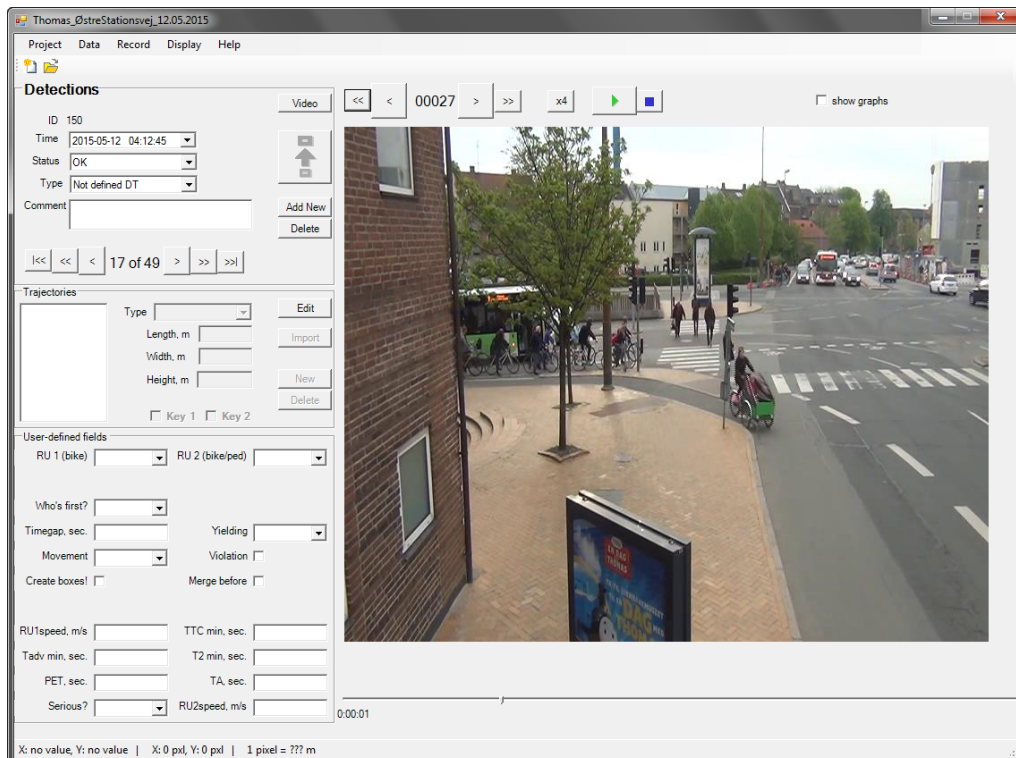 Thomas_ØstreStationsvej_12.05.2015
Project Data Record Display Help
Detections
Video
ID 150
Time 2015-05-12 04:12:45
Status OK
Type Not defined DT
Comment
Add New
Delete
|<< << < 17 of 49 > >> >>|
<< < 00027 > >> x4
show graphs
Trajectories
Type
Edit
Length, m
Import
Width, m
Height, m
New
Delete
Key 1 Key 2
User-defined fields
RU 1 (bike) RU 2 (bike/ped)
Who's first?
Timegap, sec. Yielding
Movement Violation
Create boxes! Merge before
RU1speed, m/s TTC min, sec.
Tadv min, sec. T2 min, sec.
PET, sec. TA, sec.
Serious? RU2speed, m/s
EN DAG
THOMAS
DAG
0:00:01
X: no value, Y: no value | X: 0 pxl, Y: 0 pxl | 1 pixel = ??? m